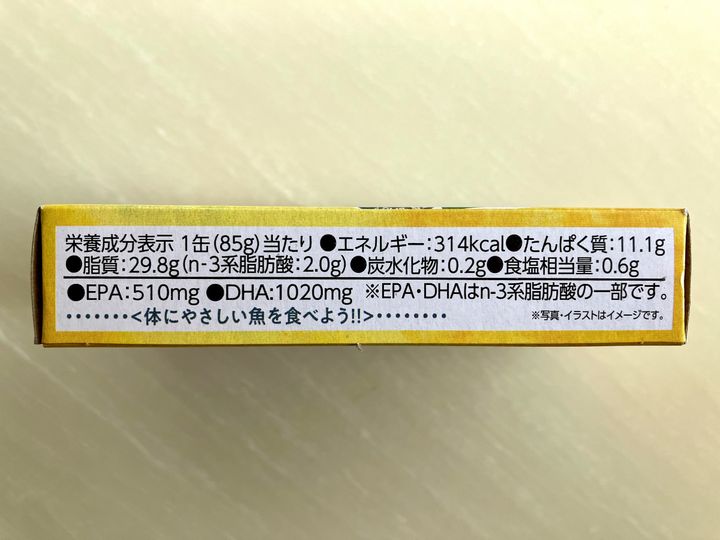 栄養成分表示 1缶(85g)当たり ●エネルギー:314kcal●たんぱく質:11.1g
●脂質:29.8g(n-3系脂肪酸:2.0g)●炭水化物:0.2g●食塩相当量:0.6g
●EPA:510mg ●DHA:1020mg ※EPA・DHAはn-3系脂肪酸の一部です。
・・・・・・・<体にやさしい魚を食べよう!!>・・・・・・・・ ※写真・イラストはイメージです。